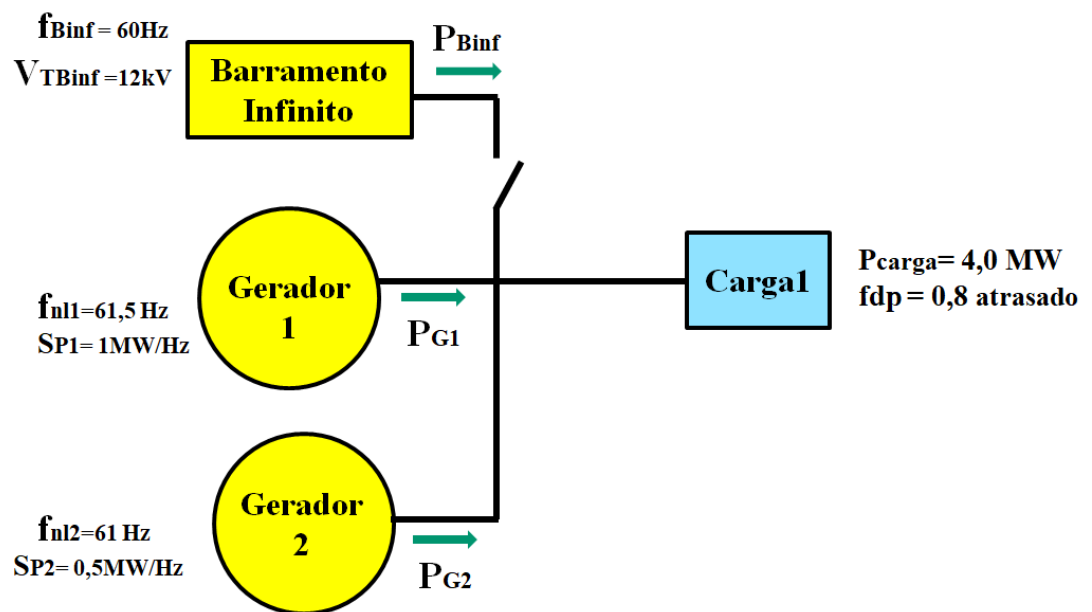 fBinf = 60Hz
VTBinf =12kV
Barramento
Infinito
PBinf
Gerador
1
fnl1=61,5 Hz
SP1= 1MW/Hz
PG1
Carga1
Pcarga= 4,0 MW
fdp = 0,8 atrasado
Gerador
2
fnl2=61 Hz
SP2= 0,5MW/Hz
PG2